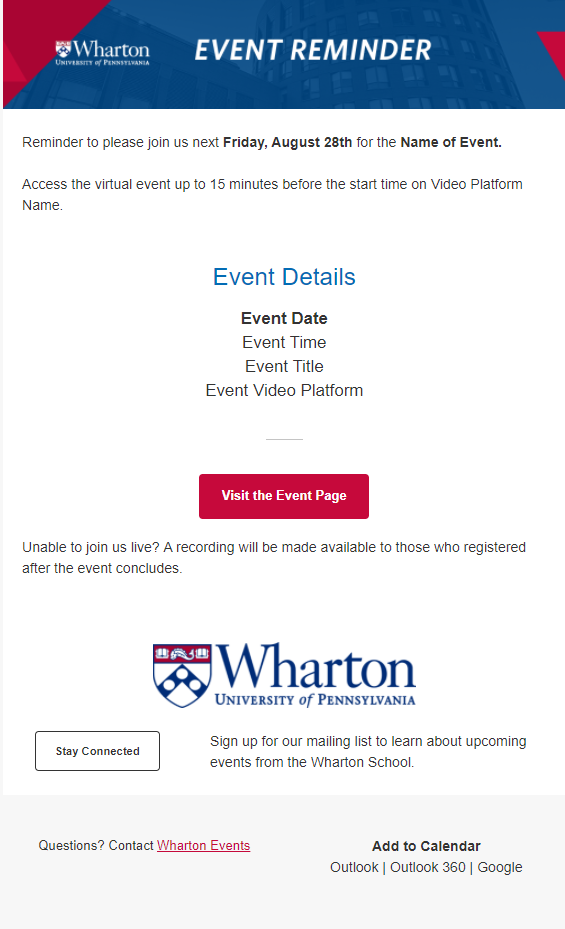 Wharton
UNIVERSITY of PENNSYLVANIA
EVENT REMINDER
Reminder to please join us next Friday, August 28th for the Name of Event.
Access the virtual event up to 15 minutes before the start time on Video Platform
Name.
Event Details
Event Date
Event Time
Event Title
Event Video Platform
Visit the Event Page
Unable to join us live? A recording will be made available to those who registered
after the event concludes.
Wharton
UNIVERSITY of PENNSYLVANIA
Stay Connected
Sign up for our mailing list to learn about upcoming
events from the Wharton School.
Questions? Contact Wharton Events
Add to Calendar
Outlook | Outlook 360 | Google